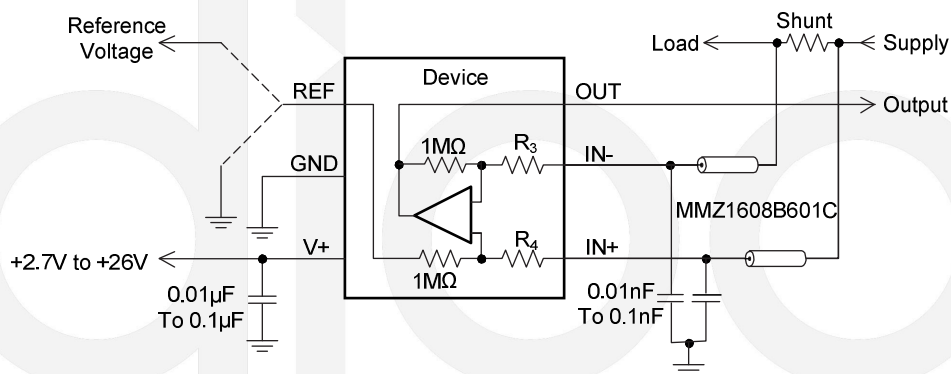 Reference
Voltage
Shunt
Load
Supply
Device
REF
OUT
Output
1MΩ
R3
IN-
GND
MMZ1608B601C
V+
R4
IN+
+2.7V to +26V
1MΩ
0.01µF
To 0.1µF
0.01nF
To 0.1nF